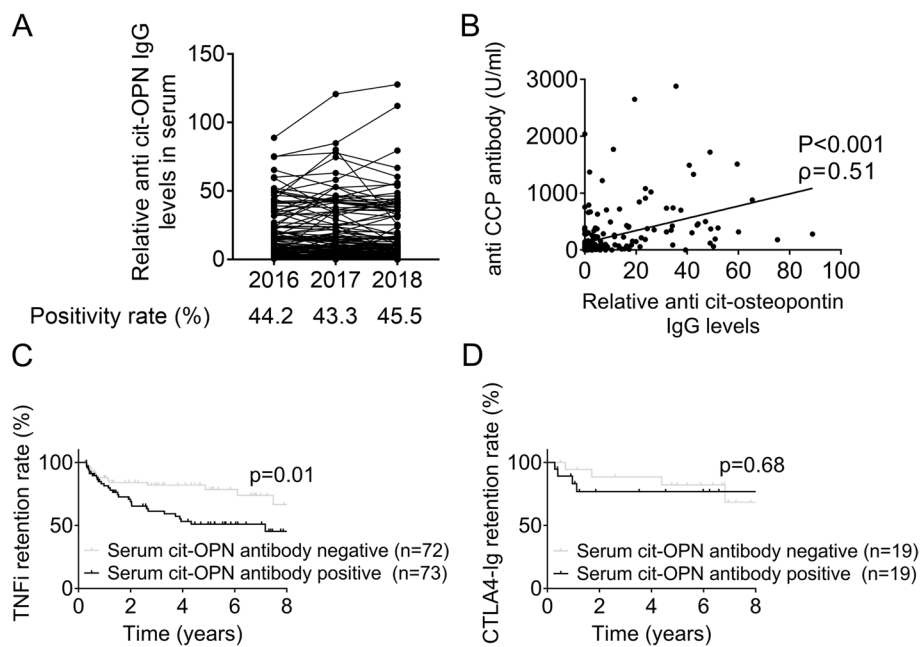 A
Relative anti cit-OPN IgG
levels in serum
150
100
50
0
2016 2017 2018
Positivity rate (%) 44.2 43.3 45.5
B
anti CCP antibody (U/ml)
3000
2000
1000
0
P<0.001
ρ=0.51
0 20 40 60 80 100
Relative anti cit-osteopontin
IgG levels
C
TNFi retention rate (%)
100
50
0
p=0.01
Serum cit-OPN antibody negative (n=72)
Serum cit-OPN antibody positive (n=73)
0 2 4 6 8
Time (years)
D
CTLA4-Ig retention rate (%)
100
50
0
p=0.68
Serum cit-OPN antibody negative (n=19)
Serum cit-OPN antibody positive (n=19)
0 2 4 6 8
Time (years)